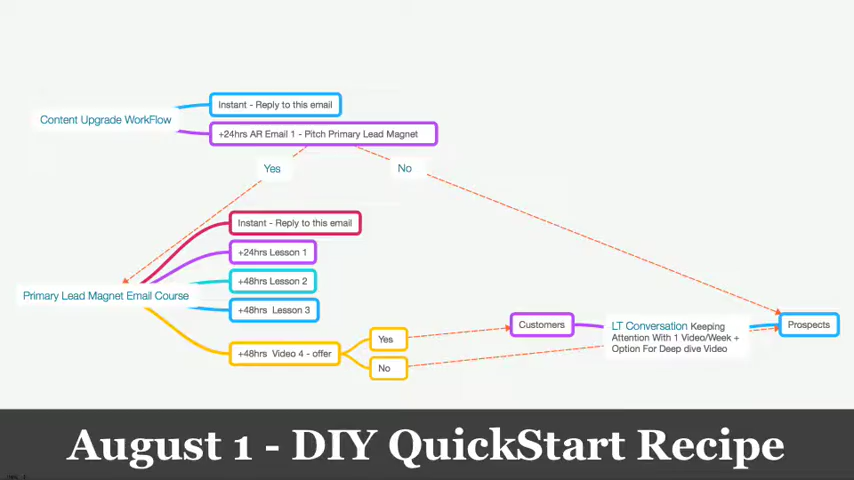 Instant - Reply to this email
Content Upgrade WorkFlow
+24hrs AR Email 1 - Pitch Primary Lead Magnet
Yes
No
Instant - Reply to this email
+24hrs Lesson 1
+48hrs Lesson 2
Primary Lead Magnet Email Course
+48hrs Lesson 3
+48hrs Video 4 - offer
Yes
No
Customers
LT Conversation Keeping
Attention With 1 Video/Week +
Option For Deep dive Video
Prospects
August 1 - DIY QuickStart Recipe